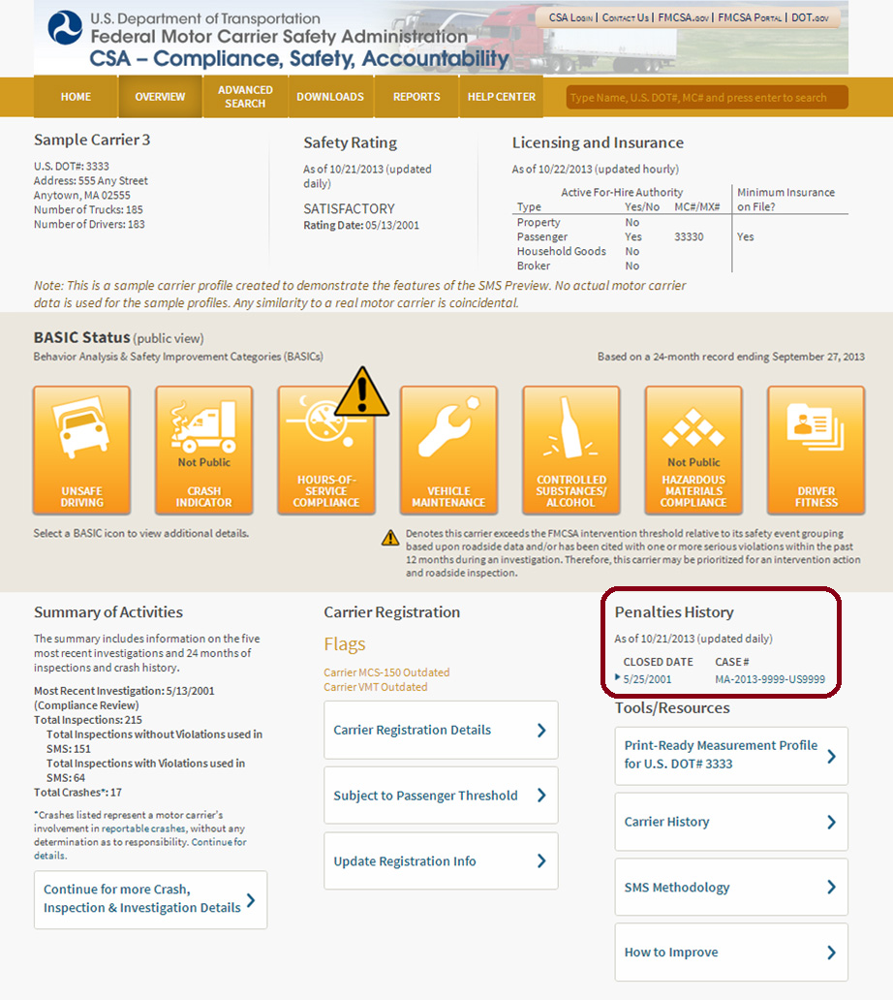 U.S. Department of Transportation
Federal Motor Carrier Safety Administration
CSA – Compliance, Safety, Accountability
CSA Login | Contact Us | FMCSA.gov | FMCSA Portal | DOT.gov
HOME
OVERVIEW
ADVANCED
SEARCH
DOWNLOADS
REPORTS
HELP CENTER
Type Name, U.S. DOT#, MC# and press enter to search
Sample Carrier 3
U.S. DOT#: 3333
Address: 555 Any Street
Anytown, MA 02555
Number of Trucks: 185
Number of Drivers: 183
Safety Rating
As of 10/21/2013 (updated
daily)
SATISFACTORY
Rating Date: 05/13/2001
Licensing and Insurance
As of 10/22/2013 (updated hourly)
Active For-Hire Authority Minimum Insurance
Type Yes/No MC#/MX# on File?
Property No
Passenger Yes 33330 Yes
Household Goods No
Broker No
Note: This is a sample carrier profile created to demonstrate the features of the SMS Preview. No actual motor carrier
data is used for the sample profiles. Any similarity to a real motor carrier is coincidental.
BASIC Status (public view)
Behavior Analysis & Safety Improvement Categories (BASICs)
Based on a 24-month record ending September 27, 2013
UNSAFE
DRIVING
Not Public
CRASH
INDICATOR
HOURS-OF-
SERVICE
COMPLIANCE
VEHICLE
MAINTENANCE
CONTROLLED
SUBSTANCES/
ALCOHOL
Not Public
HAZARDOUS
MATERIALS
COMPLIANCE
DRIVER
FITNESS
Select a BASIC icon to view additional details.
Denotes this carrier exceeds the FMCSA intervention threshold relative to its safety event grouping
based upon roadside data and/or has been cited with one or more serious violations within the past
12 months during an investigation. Therefore, this carrier may be prioritized for an intervention action
and roadside inspection.
Summary of Activities
The summary includes information on the five
most recent investigations and 24 months of
inspections and crash history.
Most Recent Investigation: 5/13/2001
(Compliance Review)
Total Inspections: 215
Total Inspections without Violations used in
SMS: 151
Total Inspections with Violations used in
SMS: 64
Total Crashes*: 17
*Crashes listed represent a motor carrier's
involvement in reportable crashes, without any
determination as to responsibility. Continue for
details.
Continue for more Crash,
Inspection & Investigation Details
Carrier Registration
Flags
Carrier MCS-150 Outdated
Carrier VMT Outdated
Carrier Registration Details
Subject to Passenger Threshold
Update Registration Info
Penalties History
As of 10/21/2013 (updated daily)
CLOSED DATE CASE #
5/25/2001 MA-2013-9999-US9999
Tools/Resources
Print-Ready Measurement Profile
for U.S. DOT# 3333
Carrier History
SMS Methodology
How to Improve